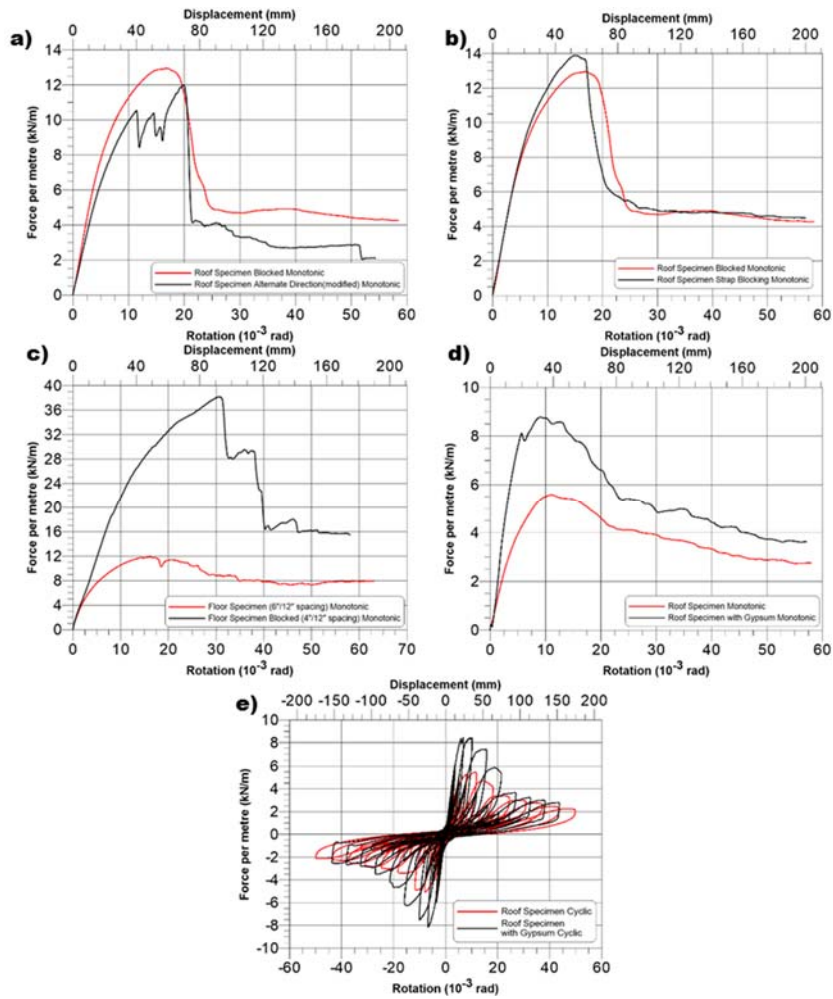 a)
Displacement (mm)
0 40 80 120 160 200
14
12
10
8
6
4
2
0
Force per metre (kN/m)
Roof Specimen Blocked Monotonic
Roof Specimen Alternate Direction(modified) Monotonic
0 10 20 30 40 50 60
Rotation (10⁻³ rad)
b)
Displacement (mm)
0 40 80 120 160 200
14
13
12
11
10
9
8
7
6
5
4
3
2
1
0
Force per metre (kN/m)
Roof Specimen Blocked Monotonic
Roof Specimen Strap Blocking Monotonic
0 10 20 30 40 50 60
Rotation (10⁻³ rad)
c)
Displacement (mm)
0 40 80 120 160 200
40
36
32
28
24
20
16
12
8
4
0
Force per metre (kN/m)
Floor Specimen (6"/12" spacing) Monotonic
Floor Specimen Blocked (4"/12" spacing) Monotonic
0 10 20 30 40 50 60 70
Rotation (10⁻³ rad)
d)
Displacement (mm)
0 40 80 120 160 200
10
8
6
4
2
0
Force per metre (kN/m)
Roof Specimen Monotonic
Roof Specimen with Gypsum Monotonic
0 10 20 30 40 50 60
Rotation (10⁻³ rad)
e)
Displacement (mm)
-200 -150 -100 -50 0 50 100 150 200
10
8
6
4
2
0
-2
-4
-6
-8
-10
Force per metre (kN/m)
Roof Specimen Cyclic
Roof Specimen
with Gypsum Cyclic
-60 -40 -20 0 20 40 60
Rotation (10⁻³ rad)